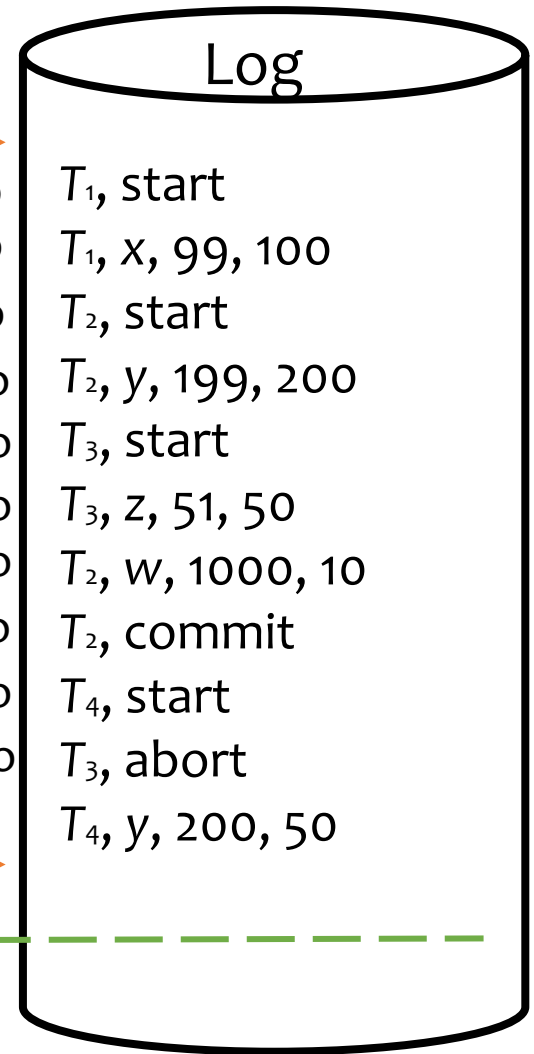 Log
T₁, start
T₁, x, 99, 100
T₂, start
T₂, y, 199, 200
T₃, start
T₃, z, 51, 50
T₂, w, 1000, 10
T₂, commit
T₄, start
T₃, abort
T₄, y, 200, 50